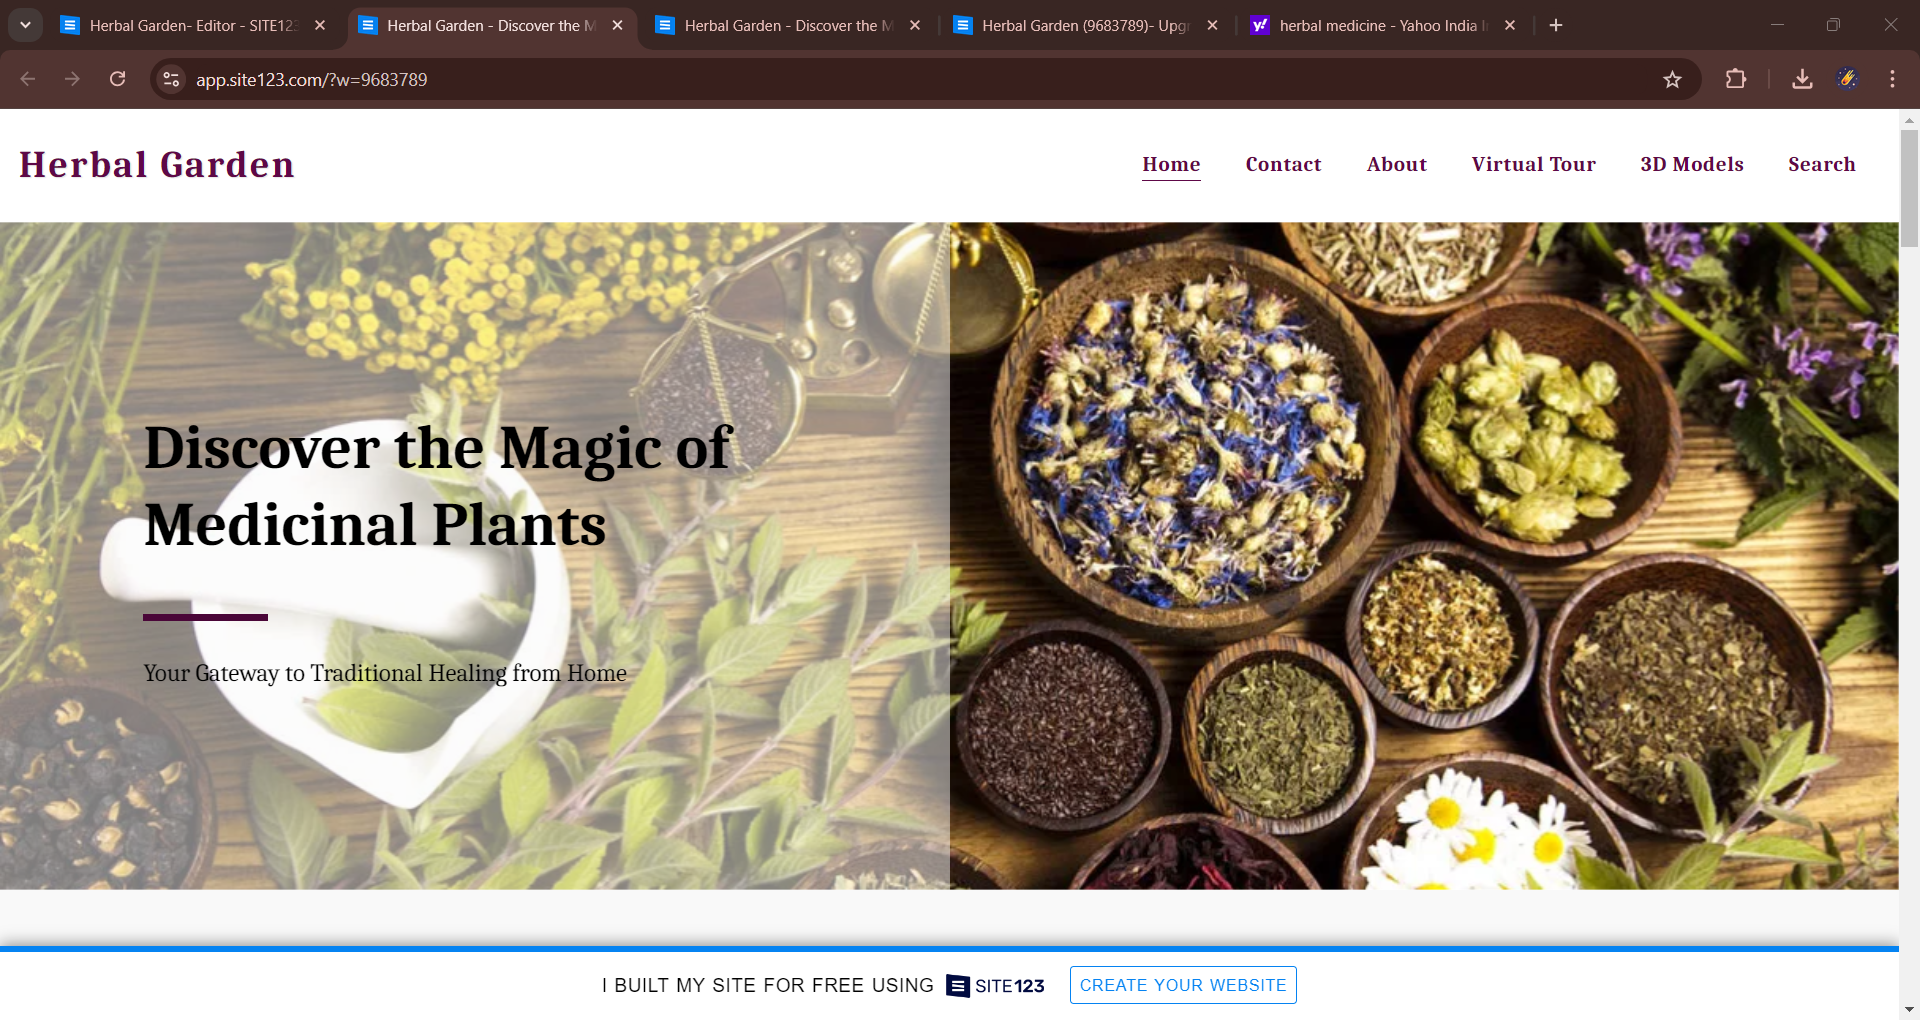 Herbal Garden- Editor - SITE123
Herbal Garden - Discover the M
Herbal Garden - Discover the M
Herbal Garden (9683789)- Upgr
herbal medicine - Yahoo India I
app.site123.com/?w=9683789
Herbal Garden
Home
Contact
About
Virtual Tour
3D Models
Search
Discover the Magic of
Medicinal Plants
Your Gateway to Traditional Healing from Home
I BUILT MY SITE FOR FREE USING SITE123 CREATE YOUR WEBSITE